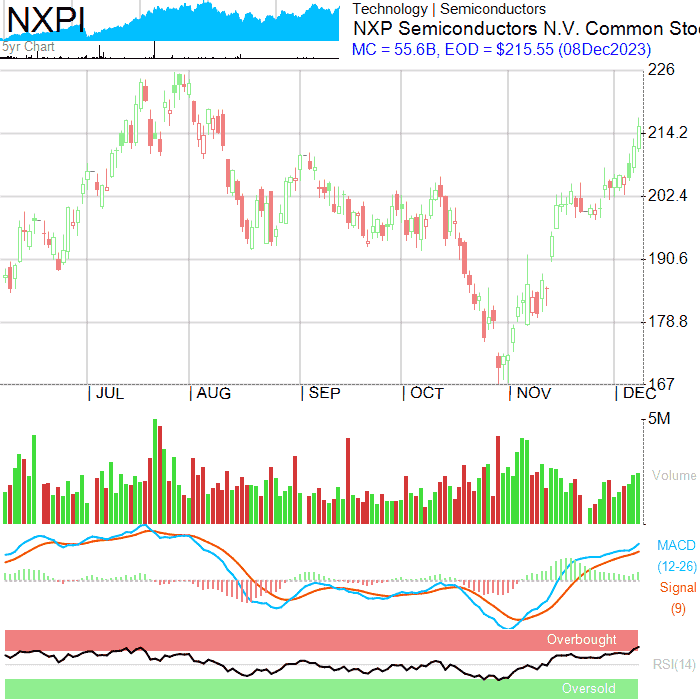 NXPI
5yr Chart
Technology | Semiconductors
NXP Semiconductors N.V. Common Sto
MC = 55.6B, EOD = $215.55 (08Dec2023)
226
214.2
202.4
190.6
178.8
167
| JUL
| AUG
| SEP
| OCT
| NOV
| DEC
5M
Volume
MACD
(12-26)
Signal
(9)
Overbought
RSI(14)
Oversold